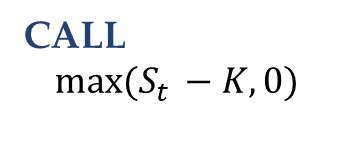 CALL
max(S_t − K, 0)